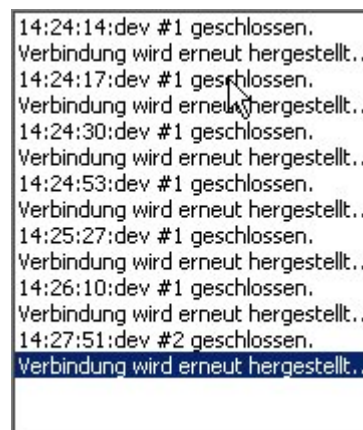 14:24:14:dev #1 geschlossen.
Verbindung wird erneut hergestellt..
14:24:17:dev #1 geschlossen.
Verbindung wird erneut hergestellt..
14:24:30:dev #1 geschlossen.
Verbindung wird erneut hergestellt..
14:24:53:dev #1 geschlossen.
Verbindung wird erneut hergestellt..
14:25:27:dev #1 geschlossen.
Verbindung wird erneut hergestellt..
14:26:10:dev #1 geschlossen.
Verbindung wird erneut hergestellt..
14:27:51:dev #2 geschlossen.
Verbindung wird erneut hergestellt..